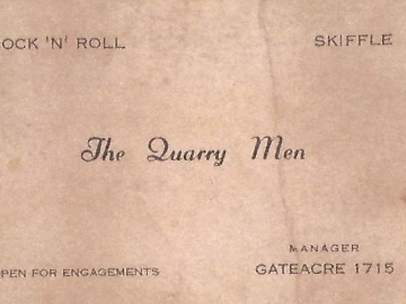 OCK 'N' ROLL
SKIFFLE
The Quarry Men
MANAGER
PEN FOR ENGAGEMENTS
GATEACRE 1715